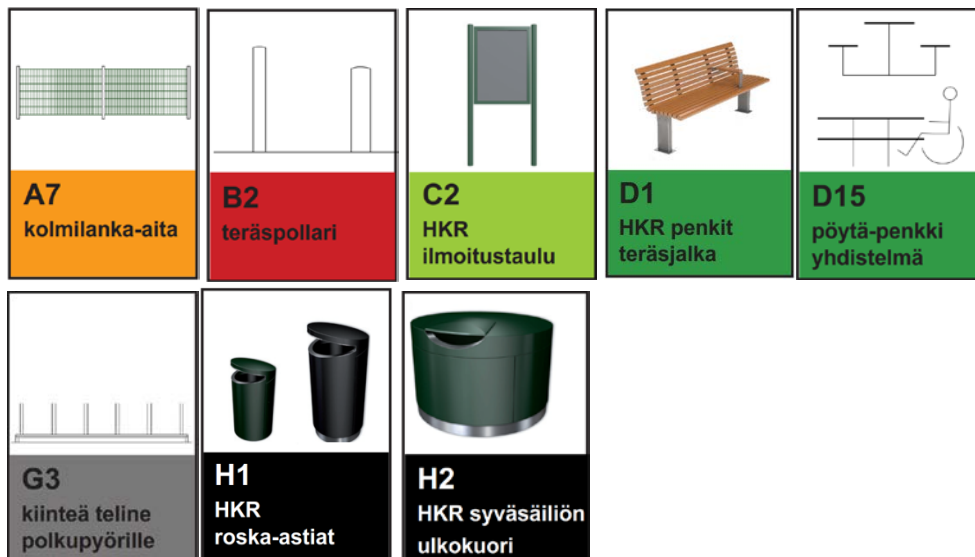 A7
kolmilanka-aita
B2
teräspollari
C2
HKR
ilmoitustaulu
D1
HKR penkit
teräsjalka
D15
pöytä-penkki
yhdistelmä
G3
kiinteä teline
polkupyörille
H1
HKR
roska-astiat
H2
HKR syväsäiliön
ulkokuori